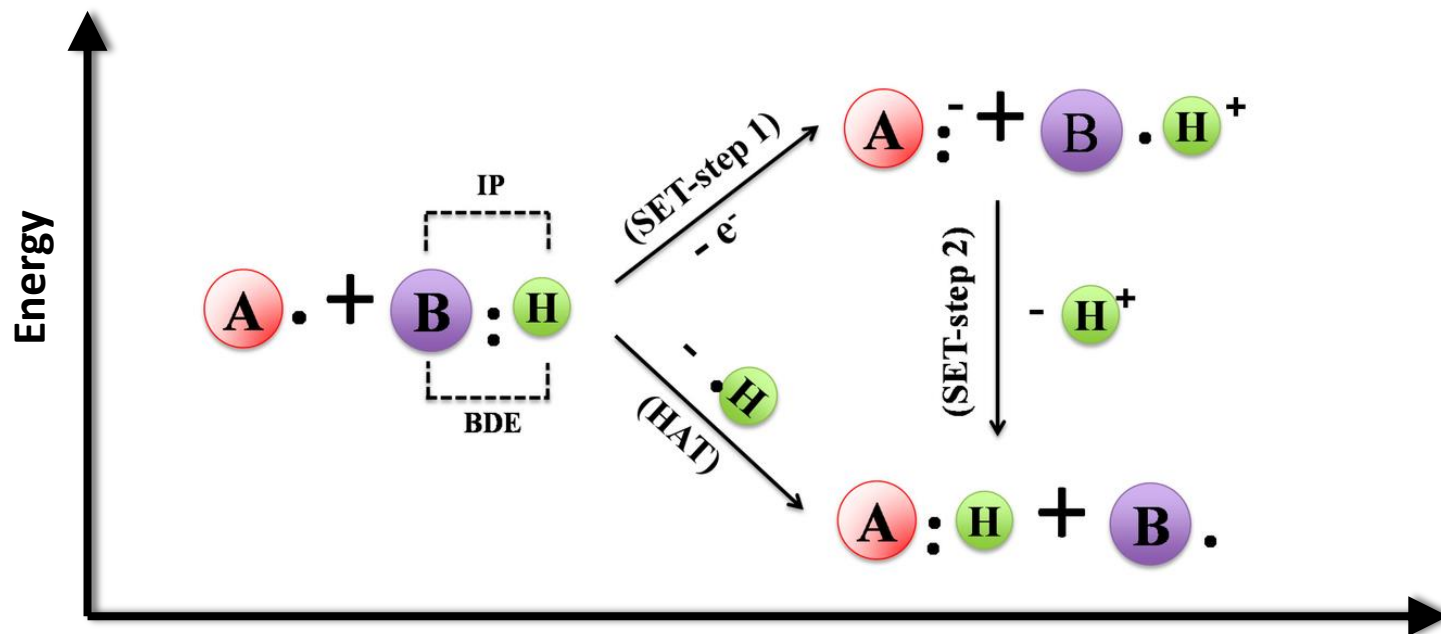 Energy
IP
A · + B : H
BDE
(SET-step 1)
- e⁻
- ·H
(HAT)
A :⁻ + B · H⁺
(SET-step 2)
- H⁺
A : H + B ·